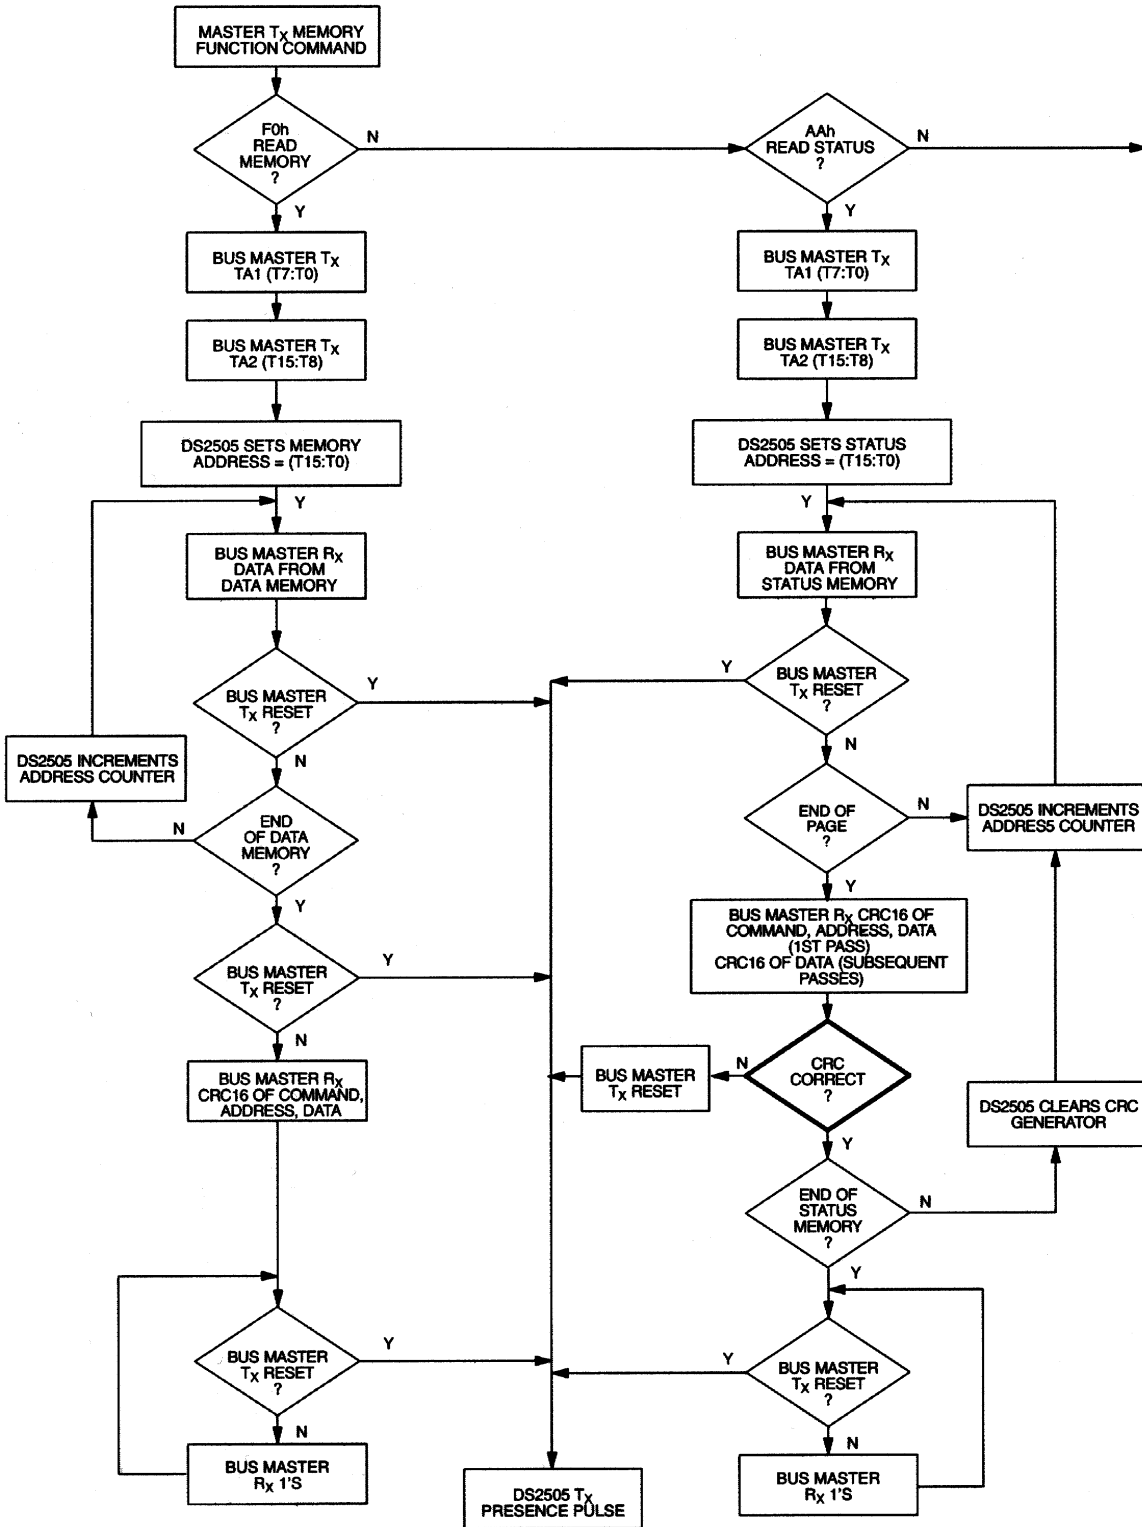 MASTER TX MEMORY
FUNCTION COMMAND
F0h
READ
MEMORY
?
N
Y
AAh
READ STATUS
?
N
Y
BUS MASTER TX
TA1 (T7:T0)
BUS MASTER TX
TA2 (T15:T8)
DS2505 SETS MEMORY
ADDRESS = (T15:T0)
Y
BUS MASTER RX
DATA FROM
DATA MEMORY
BUS MASTER
TX RESET
?
Y
N
DS2505 INCREMENTS
ADDRESS COUNTER
END
OF DATA
MEMORY
?
N
Y
BUS MASTER
TX RESET
?
Y
N
BUS MASTER RX
CRC16 OF COMMAND,
ADDRESS, DATA
BUS MASTER
TX RESET
?
Y
N
BUS MASTER
RX 1'S
BUS MASTER TX
TA1 (T7:T0)
BUS MASTER TX
TA2 (T15:T8)
DS2505 SETS STATUS
ADDRESS = (T15:T0)
Y
BUS MASTER RX
DATA FROM
STATUS MEMORY
Y
BUS MASTER
TX RESET
?
N
END OF
PAGE
?
N
Y
DS2505 INCREMENTS
ADDRES5 COUNTER
BUS MASTER RX CRC16 OF
COMMAND, ADDRESS, DATA
(1ST PASS)
CRC16 OF DATA (SUBSEQUENT
PASSES)
CRC
CORRECT
?
N
Y
BUS MASTER
TX RESET
DS2505 CLEARS CRC
GENERATOR
END OF
STATUS
MEMORY
?
N
Y
BUS MASTER
TX RESET
?
Y
N
BUS MASTER
RX 1'S
DS2505 TX
PRESENCE PULSE